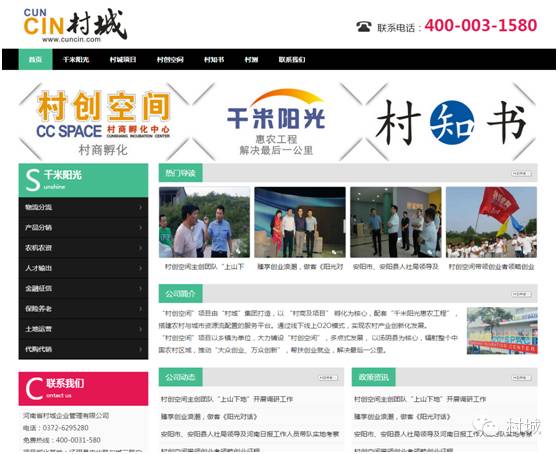 CUN
CIN村城
www.cuncin.com
联系电话：400-003-1580
首页 千米阳光 村城项目 村创空间 村知书 村测 联系我们
村创空间
CC SPACE 村商孵化中心
村商孵化
千米阳光
惠农工程
解决最后一公里
村知书
S 千米阳光
unshine
物流分流
产品分销
农机农资
人才输出
金融征信
保险养老
土地运营
代购代销
热门导读
村创空间主创团队“上山下
臻享创业浪潮，做客《阳光对
安阳市、安阳县人社局领导及
村创空间带领创业者领略创业
公司简介
“村创空间”项目由“村城”集团打造，以“村商及项目”孵化为核心，配套“千米阳光惠农工程”，
搭建农村与城市资源流配置的服务平台。通过线下线上O2O模式，实现农村产业创新化发展。
“村创空间”项目以乡镇为单位，大力铺设“村创空间”，多点式发展，以汤阴县为核心，辐射整个中
国农村区域，推动“大众创业、万众创新”，帮扶创业就业，解决最后一公里。
C 联系我们
ontact us
河南省村城企业管理有限公司
电话：0372-6295280
免费热线：400-0031-580
公司动态
村创空间主创团队“上山下地”开展调研工作
臻享创业浪潮，做客《阳光对话》
安阳市、安阳县人社局领导及河南日报工作人员带队实地考察
政策资讯
村创空间主创团队“上山下地”开展调研工作
臻享创业浪潮，做客《阳光对话》
安阳市、安阳县人社局领导及河南日报工作人员带队实地考察
村城